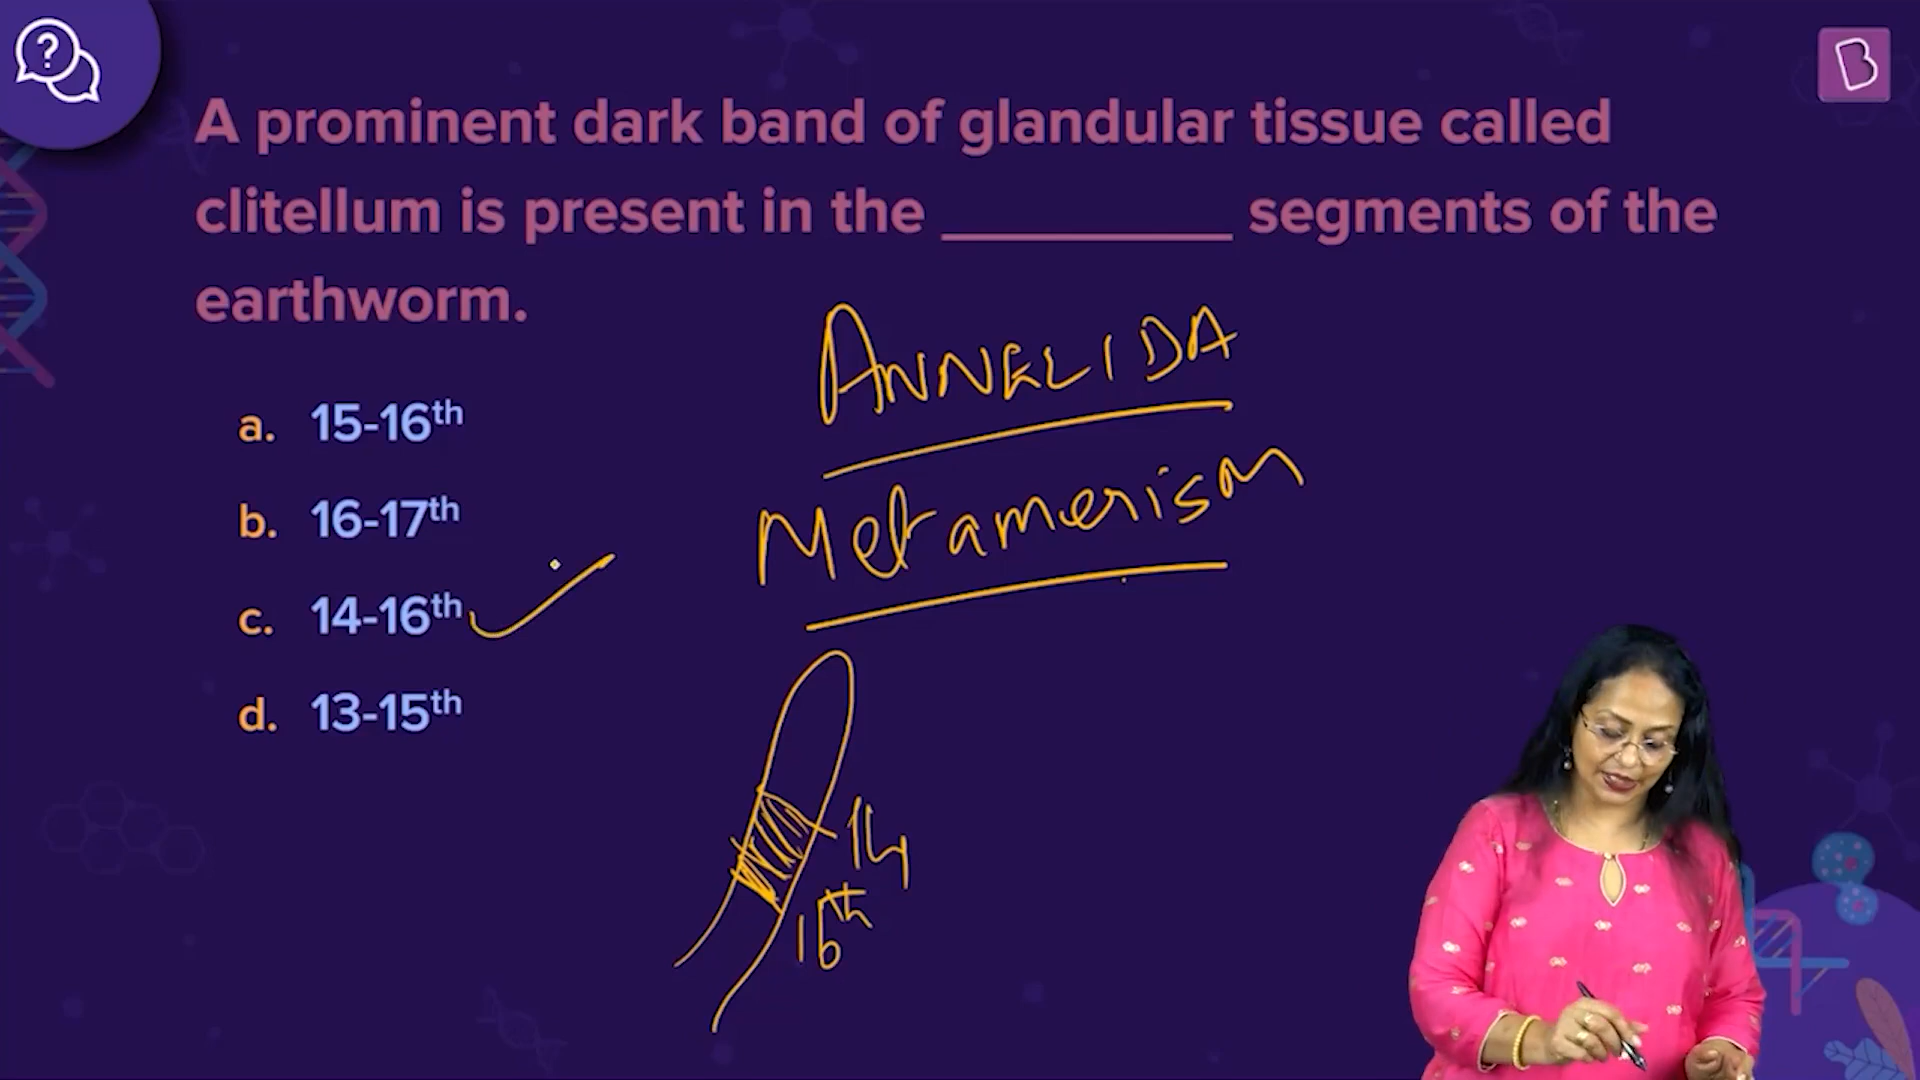 A prominent dark band of glandular tissue called
clitellum is present in the __________ segments of the
earthworm.
a. 15-16th
b. 16-17th
c. 14-16th
d. 13-15th
ANNELIDA
Metamerism
14
16th
B